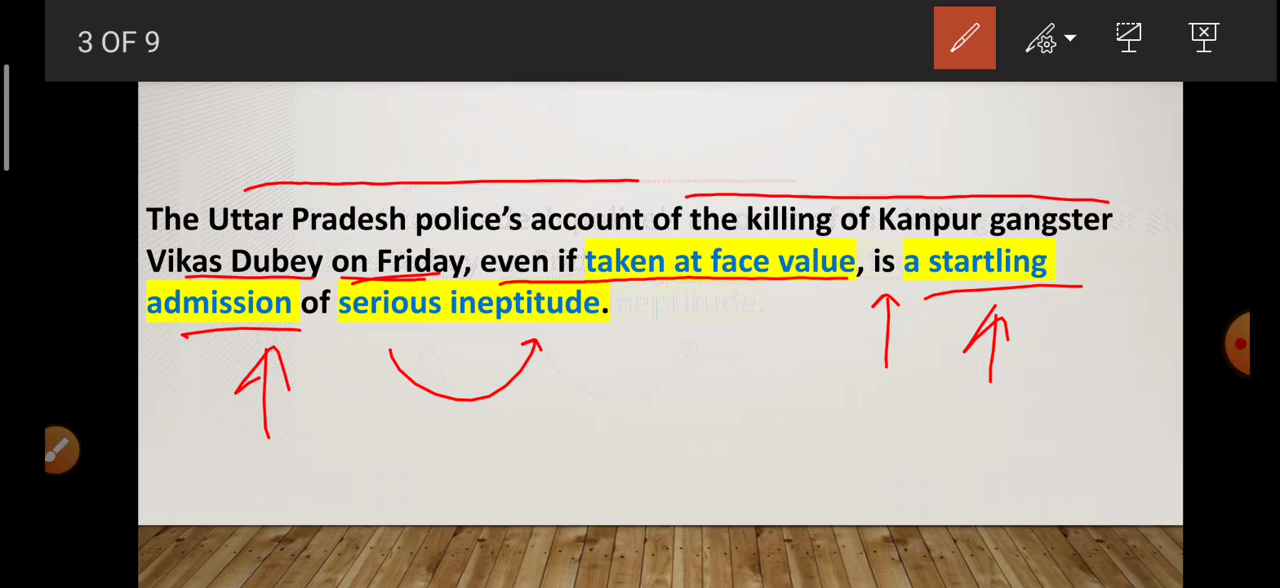 3 OF 9
The Uttar Pradesh police’s account of the killing of Kanpur gangster
Vikas Dubey on Friday, even if taken at face value, is a startling
admission of serious ineptitude.